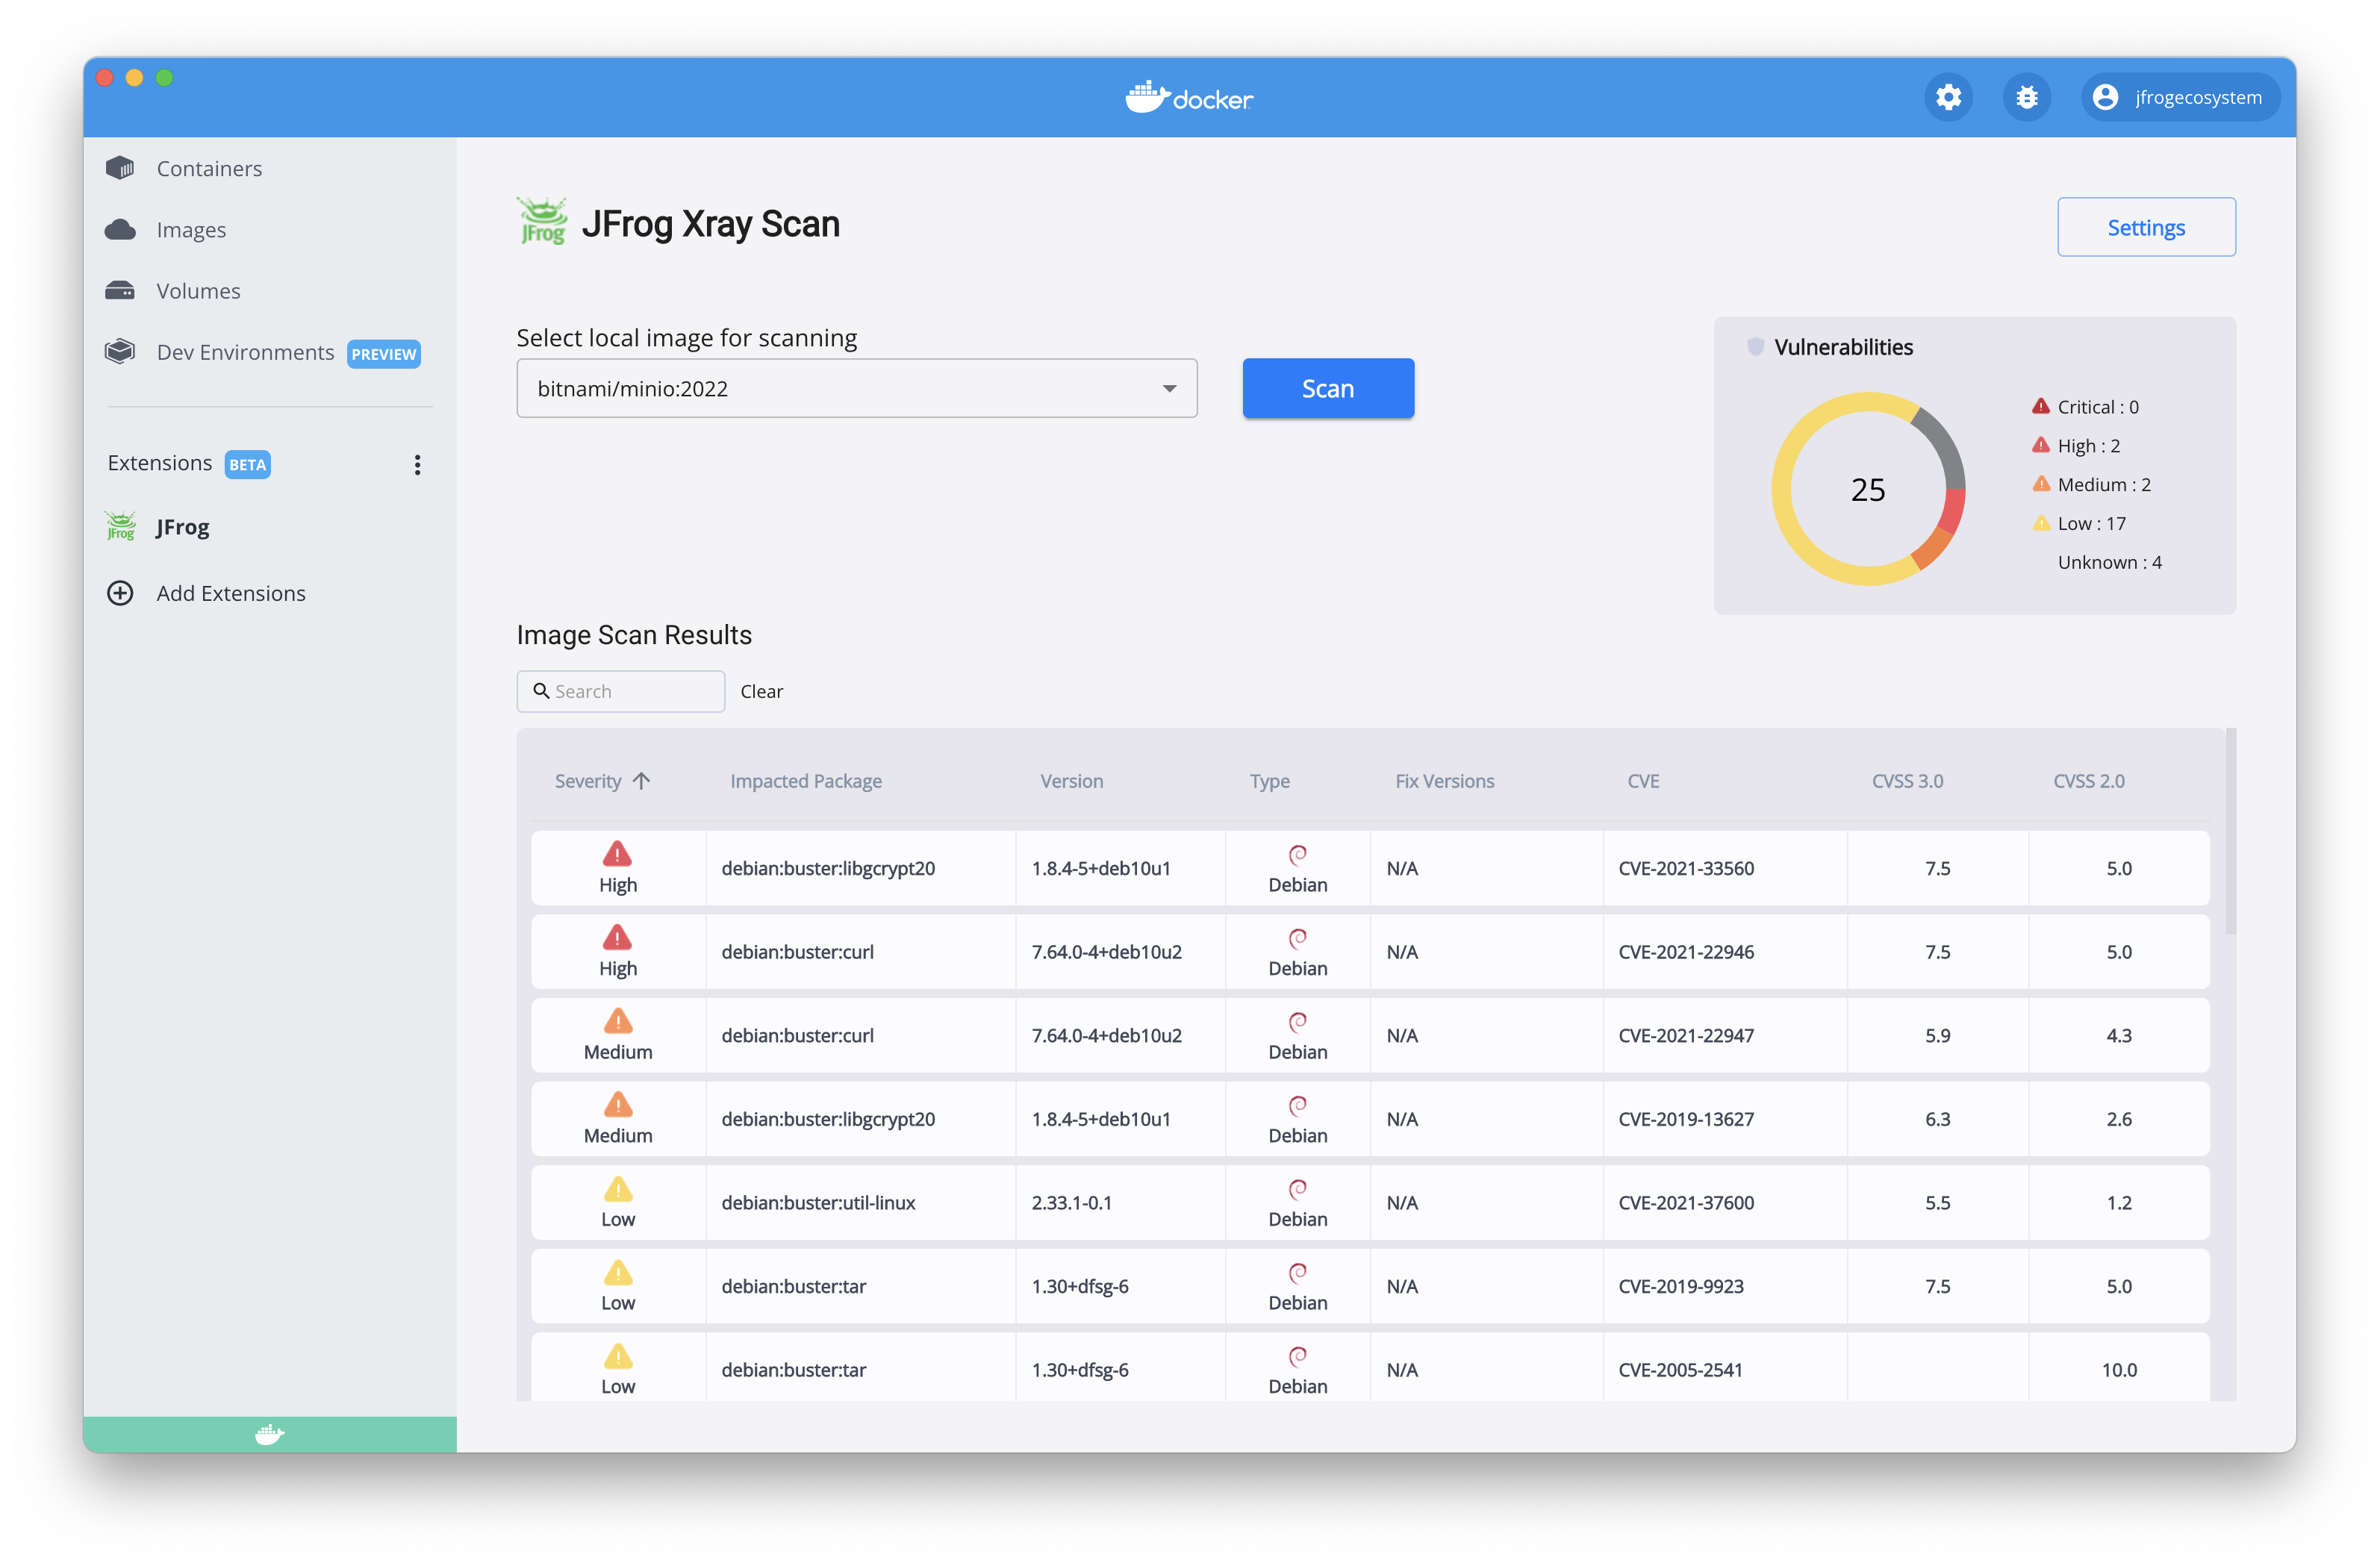 docker
jfrogecosystem
Containers
Images
Volumes
Dev Environments PREVIEW
Extensions BETA
JFrog JFrog
Add Extensions
JFrog JFrog Xray Scan
Settings
Select local image for scanning
bitnami/minio:2022
Scan
Vulnerabilities
25
Critical : 0
High : 2
Medium : 2
Low : 17
Unknown : 4
Image Scan Results
Search Clear
Severity Impacted Package Version Type Fix Versions CVE CVSS 3.0 CVSS 2.0
High debian:buster:libgcrypt20 1.8.4-5+deb10u1 Debian N/A CVE-2021-33560 7.5 5.0
High debian:buster:curl 7.64.0-4+deb10u2 Debian N/A CVE-2021-22946 7.5 5.0
Medium debian:buster:curl 7.64.0-4+deb10u2 Debian N/A CVE-2021-22947 5.9 4.3
Medium debian:buster:libgcrypt20 1.8.4-5+deb10u1 Debian N/A CVE-2019-13627 6.3 2.6
Low debian:buster:util-linux 2.33.1-0.1 Debian N/A CVE-2021-37600 5.5 1.2
Low debian:buster:tar 1.30+dfsg-6 Debian N/A CVE-2019-9923 7.5 5.0
Low debian:buster:tar 1.30+dfsg-6 Debian N/A CVE-2005-2541 10.0